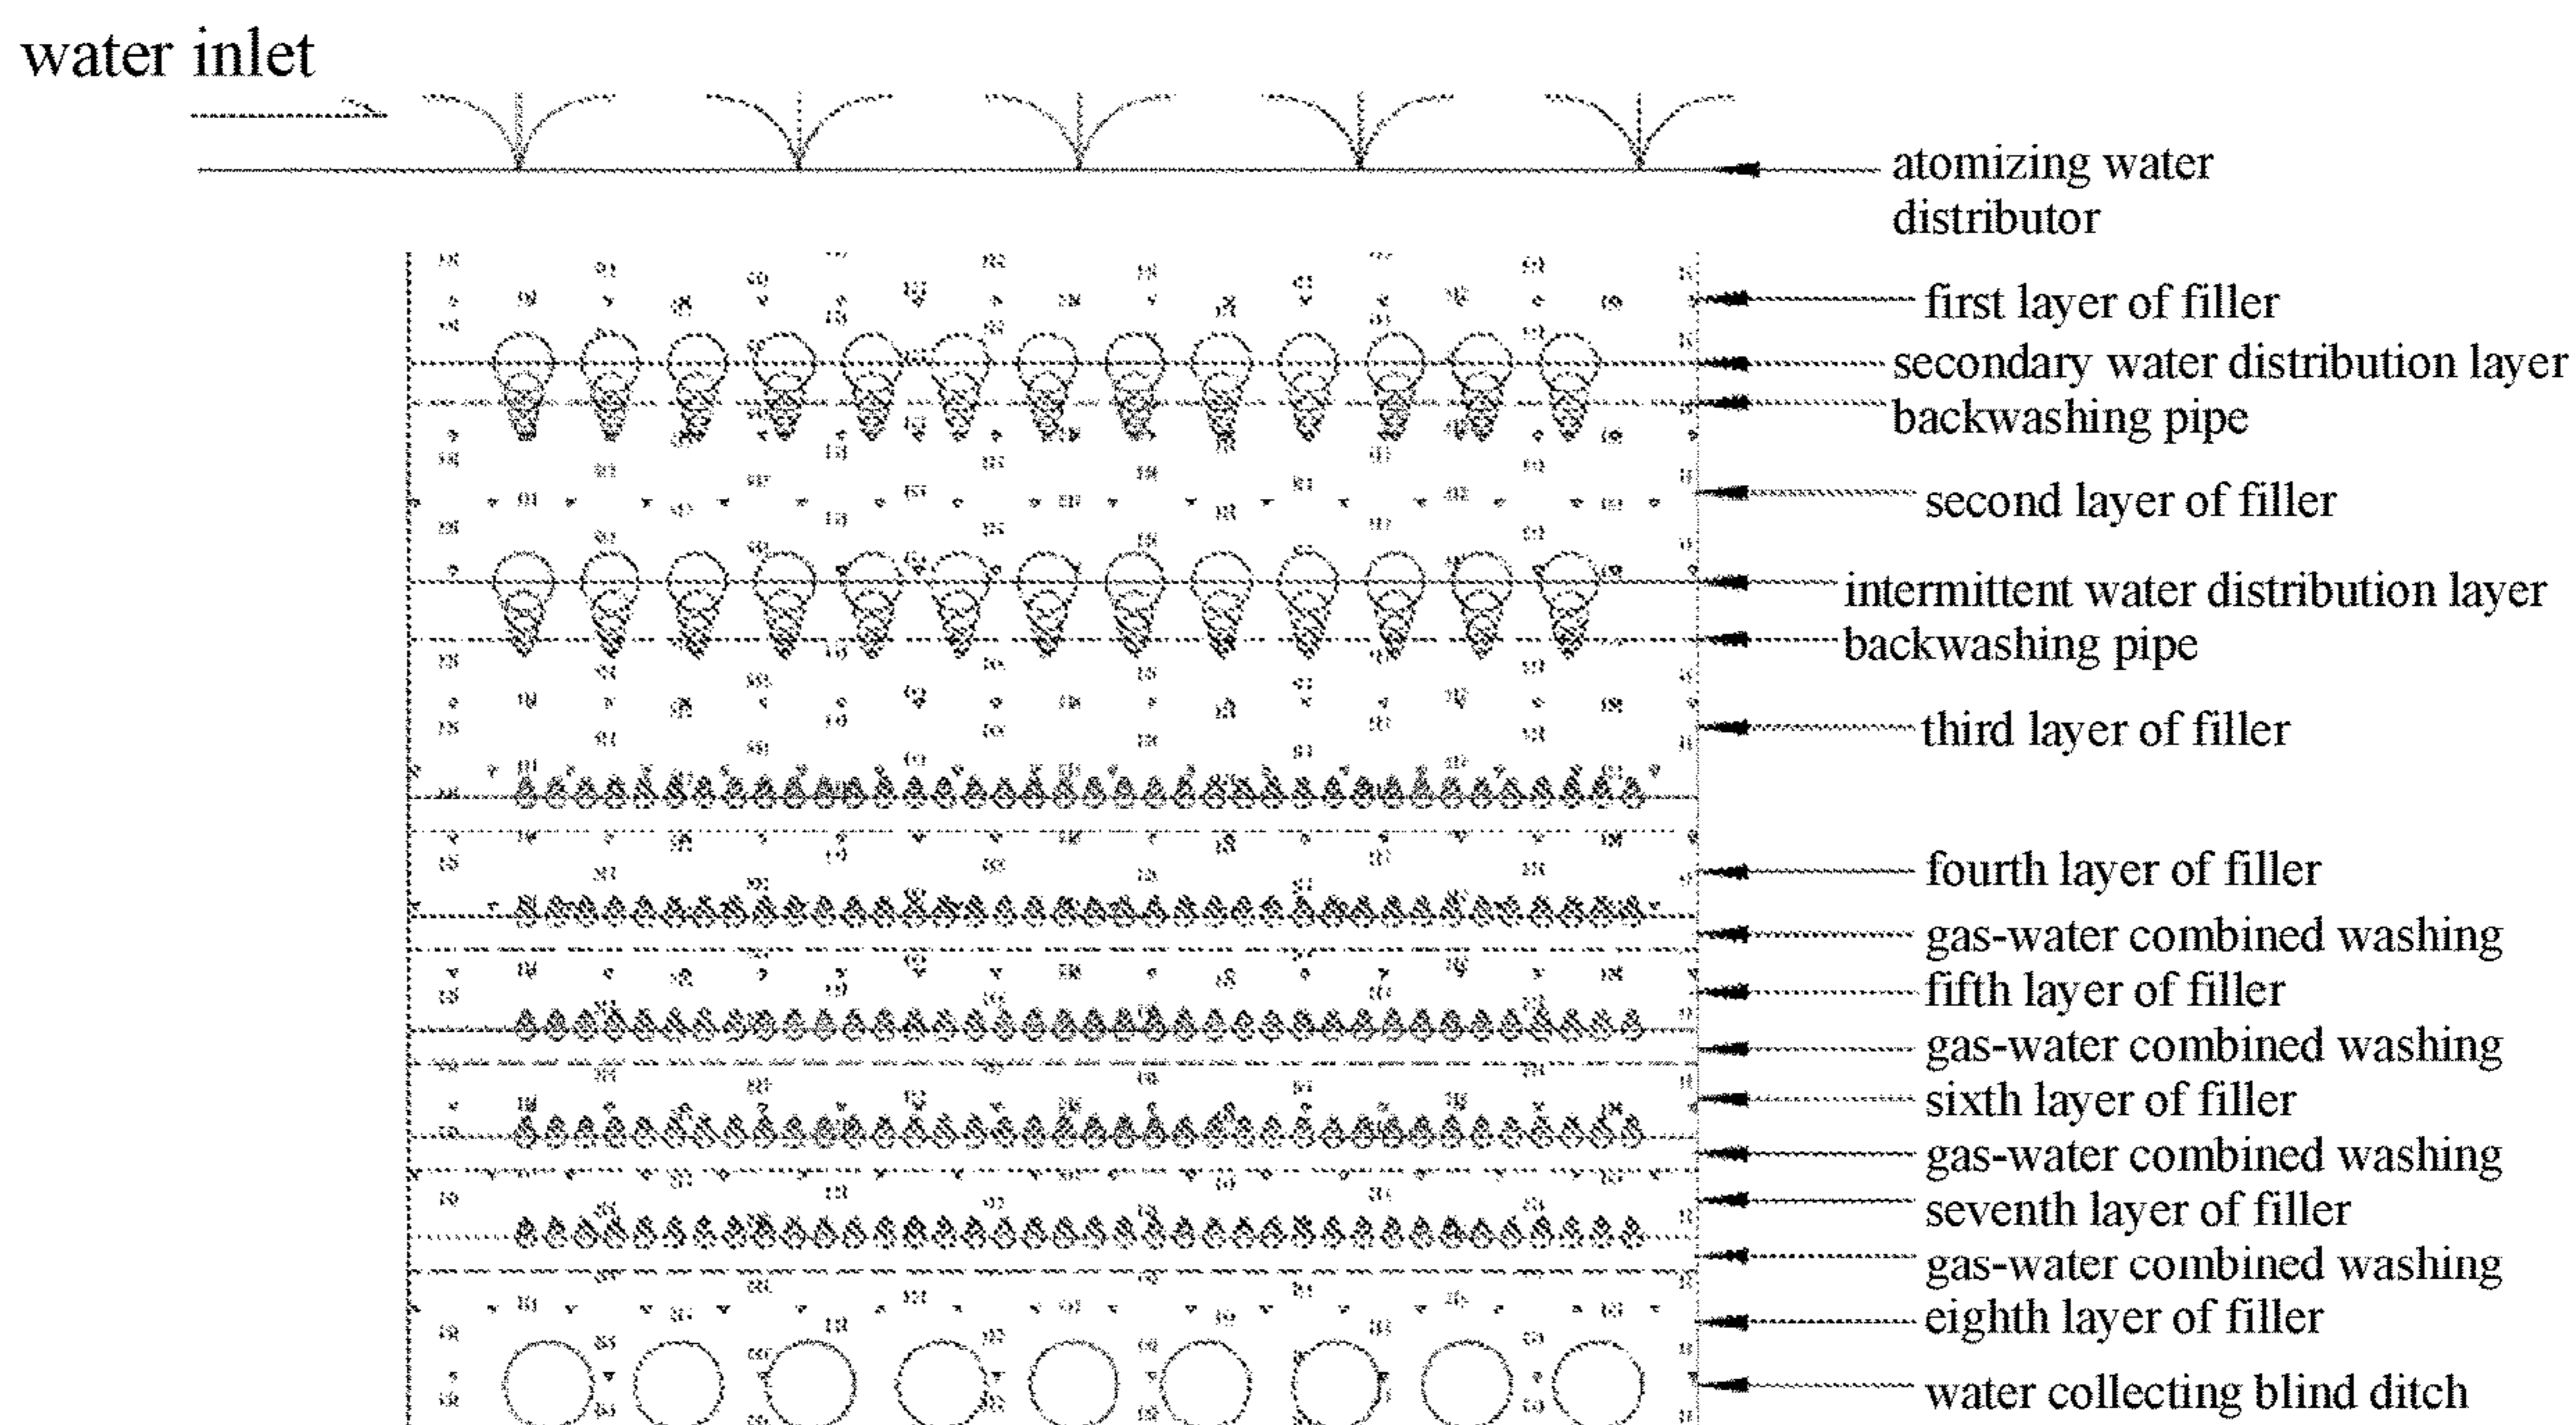 water inlet
atomizing water
distributor
first layer of filler
secondary water distribution layer
backwashing pipe
second layer of filler
intermittent water distribution layer
backwashing pipe
third layer of filler
fourth layer of filler
gas-water combined washing
fifth layer of filler
gas-water combined washing
sixth layer of filler
gas-water combined washing
seventh layer of filler
gas-water combined washing
eighth layer of filler
water collecting blind ditch